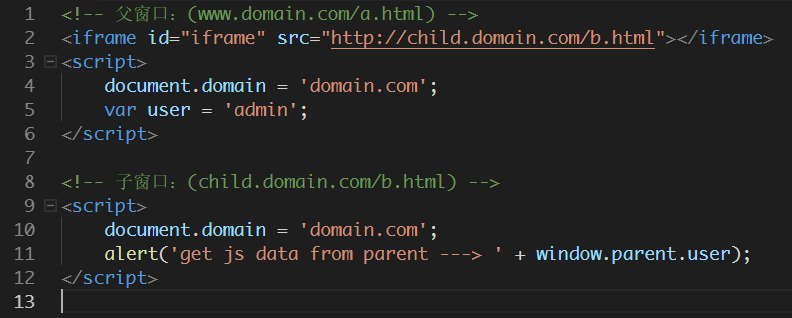 1 <!-- 父窗口：(www.domain.com/a.html) -->
2 <iframe id="iframe" src="http://child.domain.com/b.html"></iframe>
3 <script>
4     document.domain = 'domain.com';
5     var user = 'admin';
6 </script>
7
8 <!-- 子窗口：(child.domain.com/b.html) -->
9 <script>
10     document.domain = 'domain.com';
11     alert('get js data from parent ---> ' + window.parent.user);
12 </script>
13